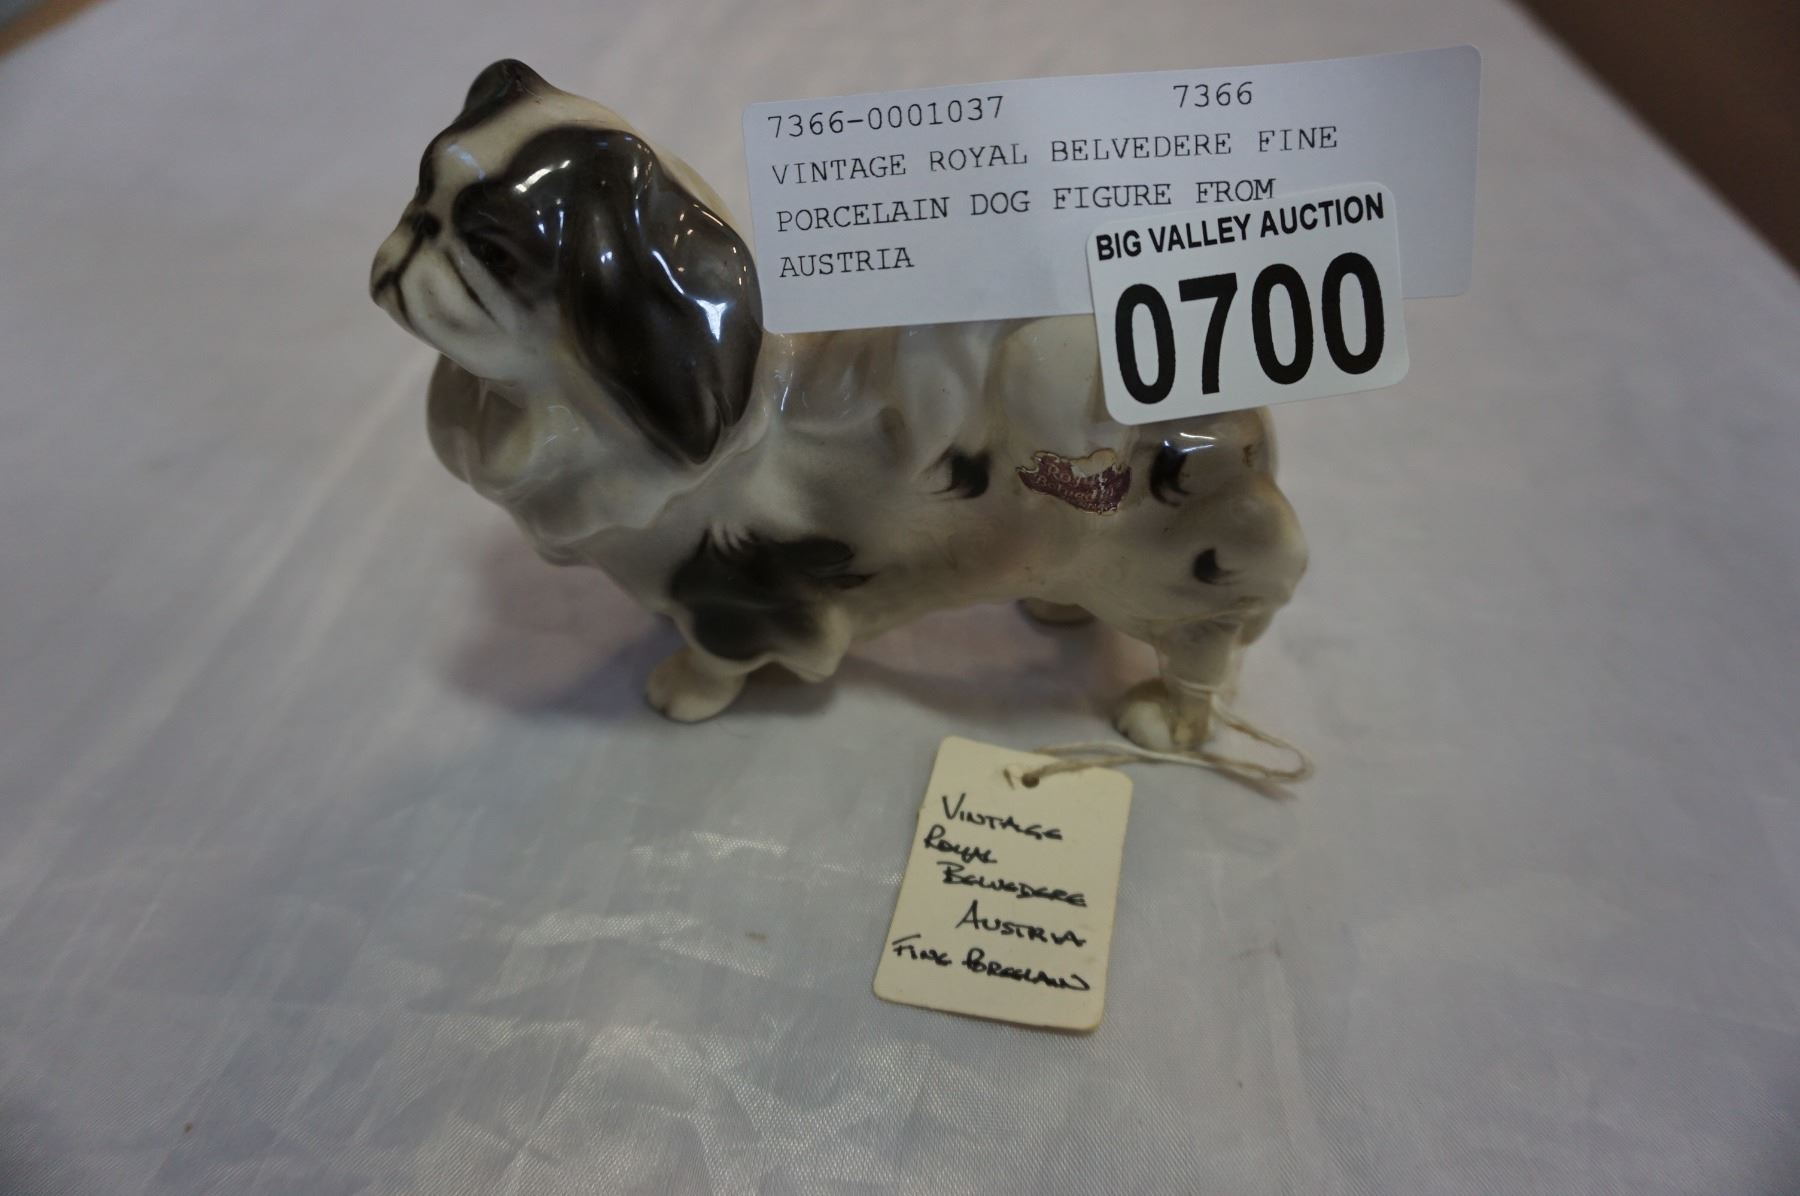 7366-0001037 7366
VINTAGE ROYAL BELVEDERE FINE
PORCELAIN DOG FIGURE FROM
AUSTRIA
BIG VALLEY AUCTION
0700
Royal
VINTAGE
ROYAL
BELVEDERE
AUSTRIA
FINE PORCELAIN